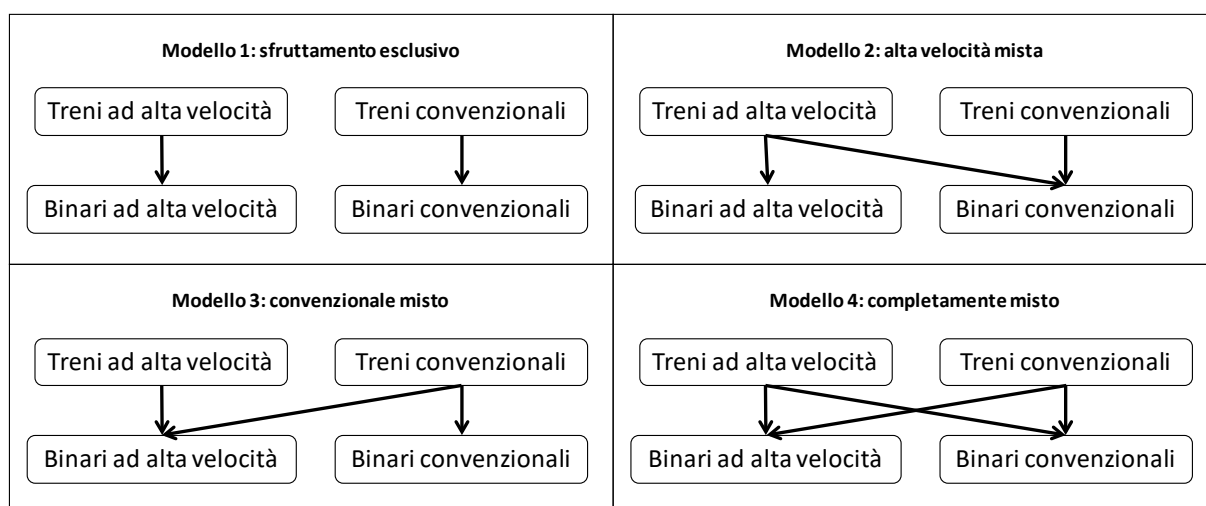 Modello 1: sfruttamento esclusivo
Treni ad alta velocità
Treni convenzionali
Binari ad alta velocità
Binari convenzionali
Modello 2: alta velocità mista
Treni ad alta velocità
Treni convenzionali
Binari ad alta velocità
Binari convenzionali
Modello 3: convenzionale misto
Treni ad alta velocità
Treni convenzionali
Binari ad alta velocità
Binari convenzionali
Modello 4: completamente misto
Treni ad alta velocità
Treni convenzionali
Binari ad alta velocità
Binari convenzionali